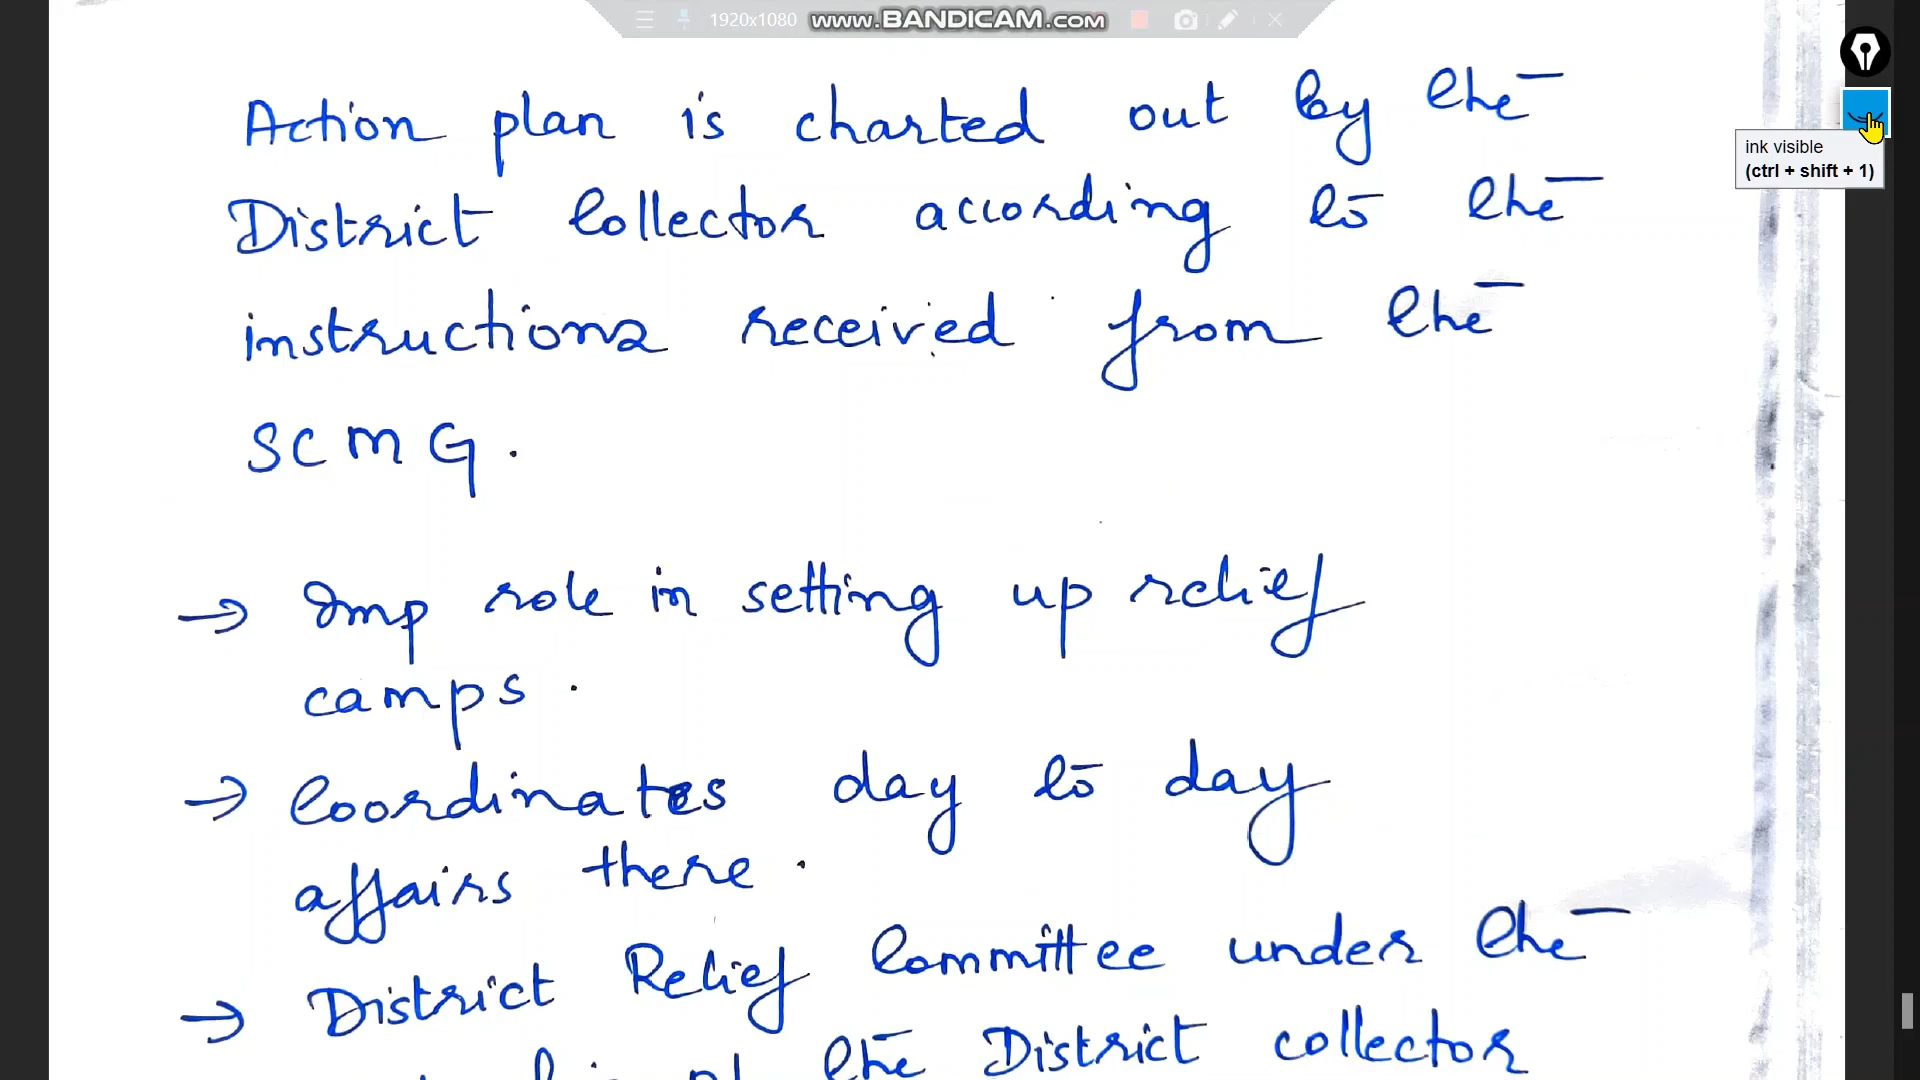 1920x1080 www.BANDICAM.com
Action plan is charted out by the
District Collector according to the
instructions received from the
SCMG.
ink visible
(ctrl + shift + 1)
→ Imp role in setting up relief
camps.
→ Coordinates day to day
affairs there.
→ District Relief Committee under the
the District collector